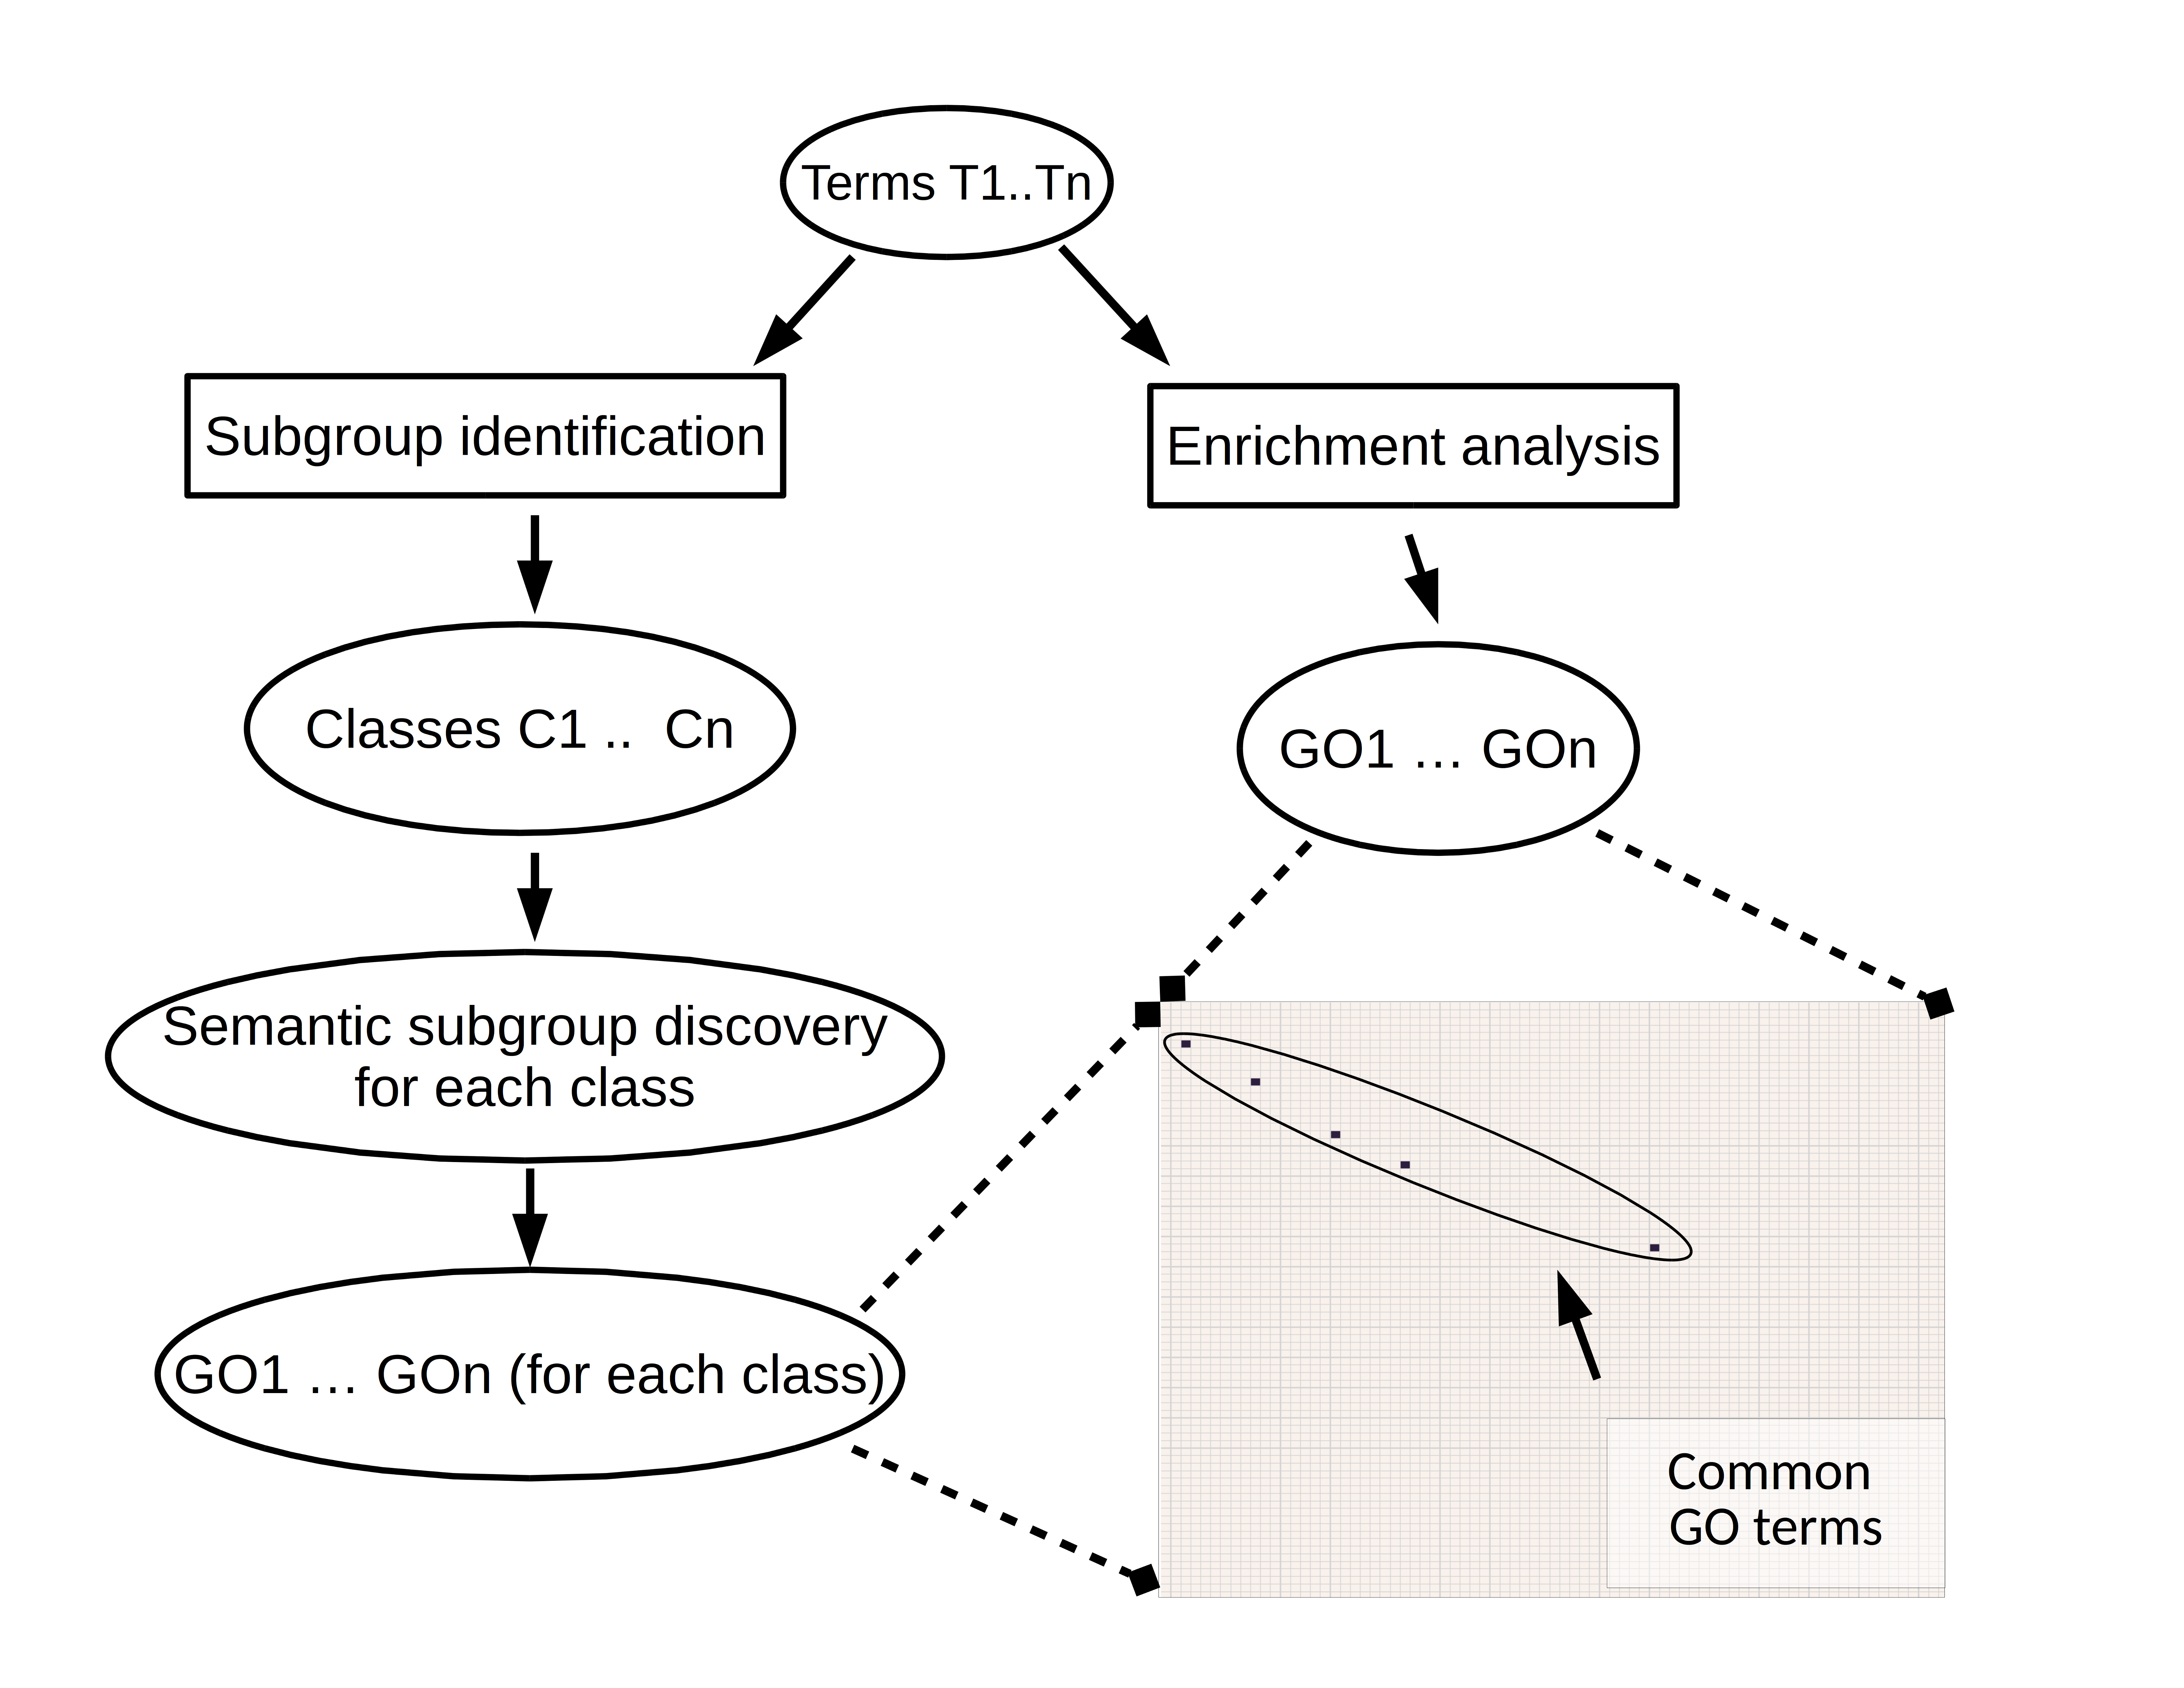 Terms T1..Tn
Subgroup identification
Enrichment analysis
Classes C1 ..  Cn
GO1 … GOn
Semantic subgroup discovery
for each class
GO1 … GOn (for each class)
Common
GO terms